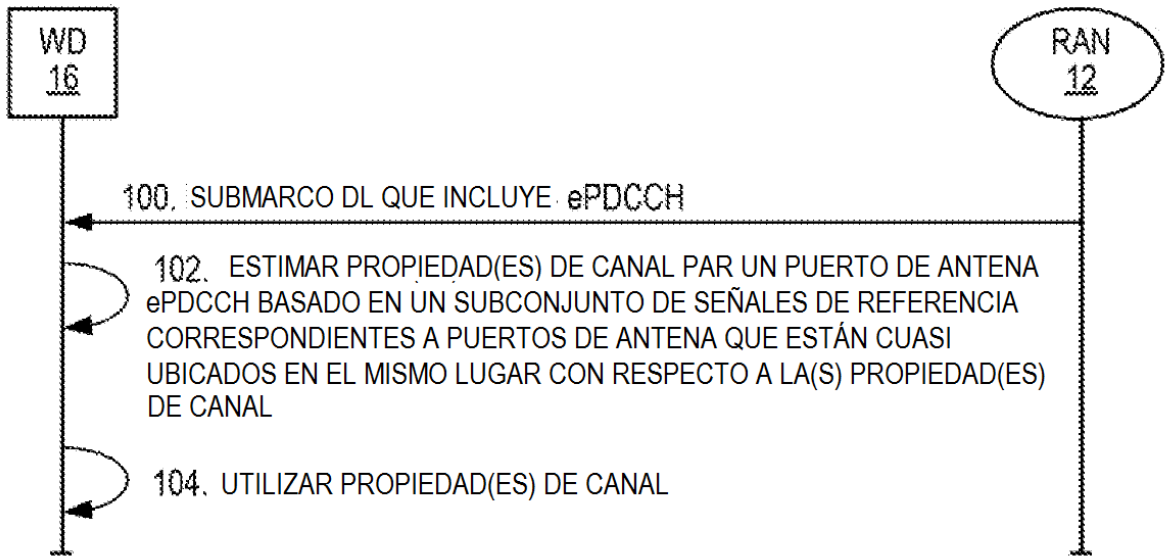 WD
16
RAN
12
100. SUBMARCO DL QUE INCLUYE ePDCCH
102. ESTIMAR PROPIEDAD(ES) DE CANAL PAR UN PUERTO DE ANTENA
ePDCCH BASADO EN UN SUBCONJUNTO DE SEÑALES DE REFERENCIA
CORRESPONDIENTES A PUERTOS DE ANTENA QUE ESTÁN CUASI
UBICADOS EN EL MISMO LUGAR CON RESPECTO A LA(S) PROPIEDAD(ES)
DE CANAL
104. UTILIZAR PROPIEDAD(ES) DE CANAL